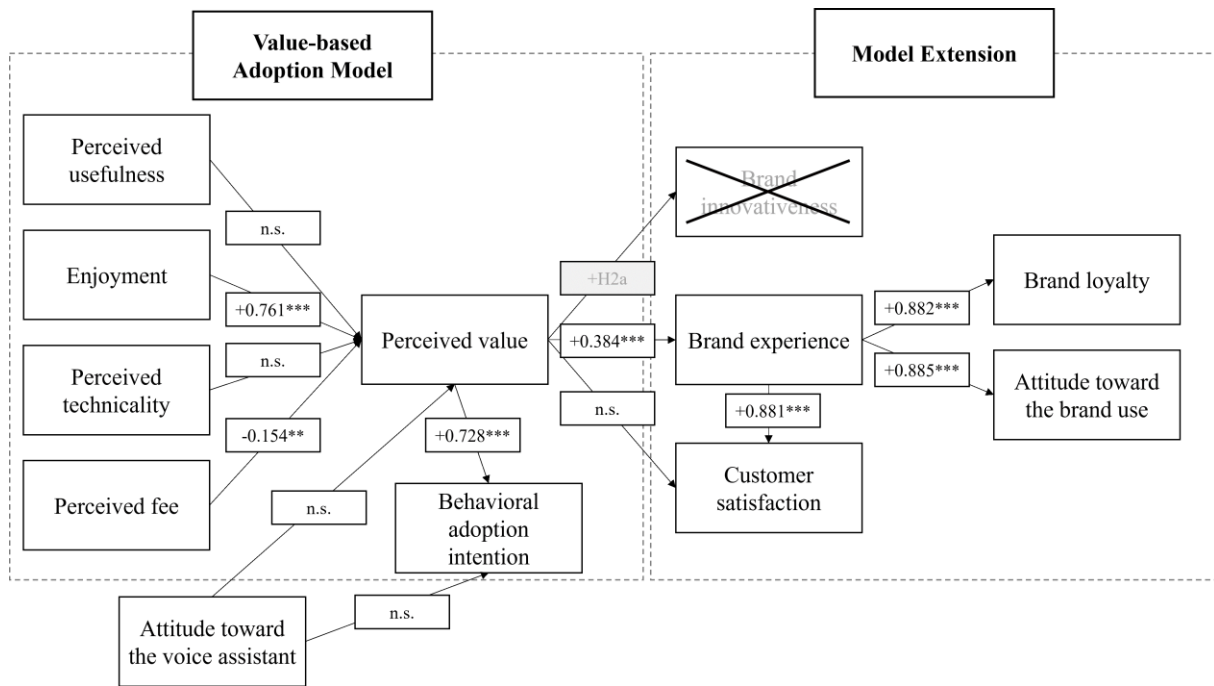 Value-based
Adoption Model
Model Extension
Perceived
usefulness
n.s.
Enjoyment
+0.761***
Perceived
technicality
n.s.
Perceived fee
-0.154**
Perceived value
n.s.
+0.728***
Behavioral
adoption
intention
Attitude toward
the voice assistant
n.s.
Brand
innovativeness
+H2a
+0.384***
n.s.
Brand experience
+0.882***
+0.885***
+0.881***
Brand loyalty
Attitude toward
the brand use
Customer
satisfaction